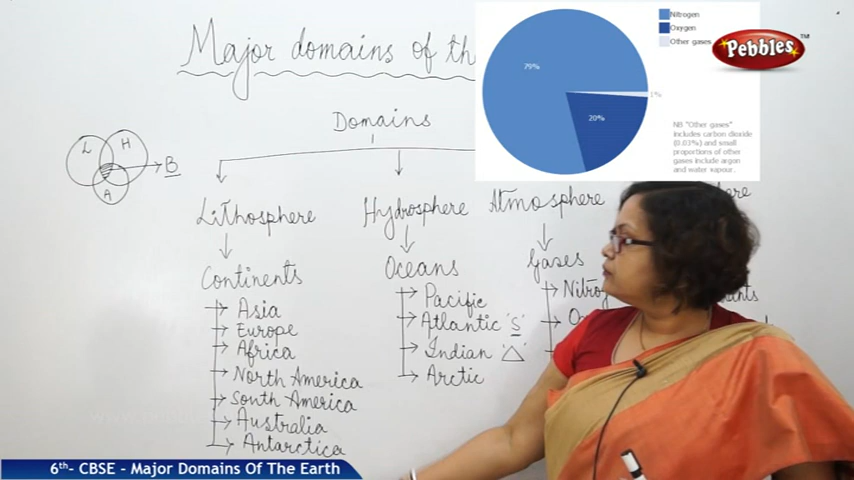 Major domains of the
Nitrogen
Oxygen
Other gases
79%
20%
1%
NB "Other gases"
includes carbon dioxide
(0.03%) and small
proportions of other
gases include argon
and water vapour.
Pebbles™
Domains
L H
A
B
Lithosphere Hydrosphere Atmosphere
Continents
Asia
Europe
Africa
North America
South America
Australia
Antarctica
Oceans
Pacific
Atlantic 'S'
Indian '△'
Arctic
Gases
6th- CBSE - Major Domains Of The Earth